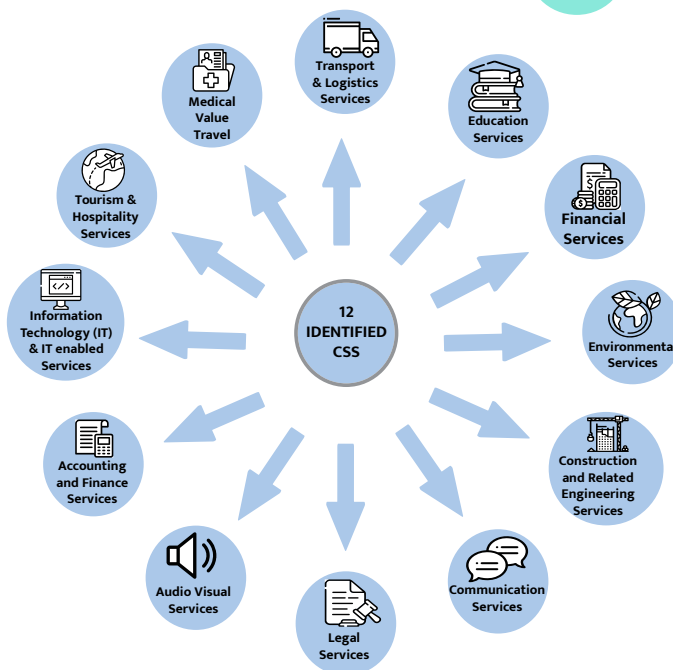 12
IDENTIFIED
CSS
Transport
& Logistics
Services
Education
Services
Financial
Services
Environmenta
Services
Construction
and Related
Engineering
Services
Communication
Services
Legal
Services
Audio Visual
Services
Accounting
and Finance
Services
Information
Technology (IT)
& IT enabled
Services
Tourism &
Hospitality
Services
Medical
Value
Travel